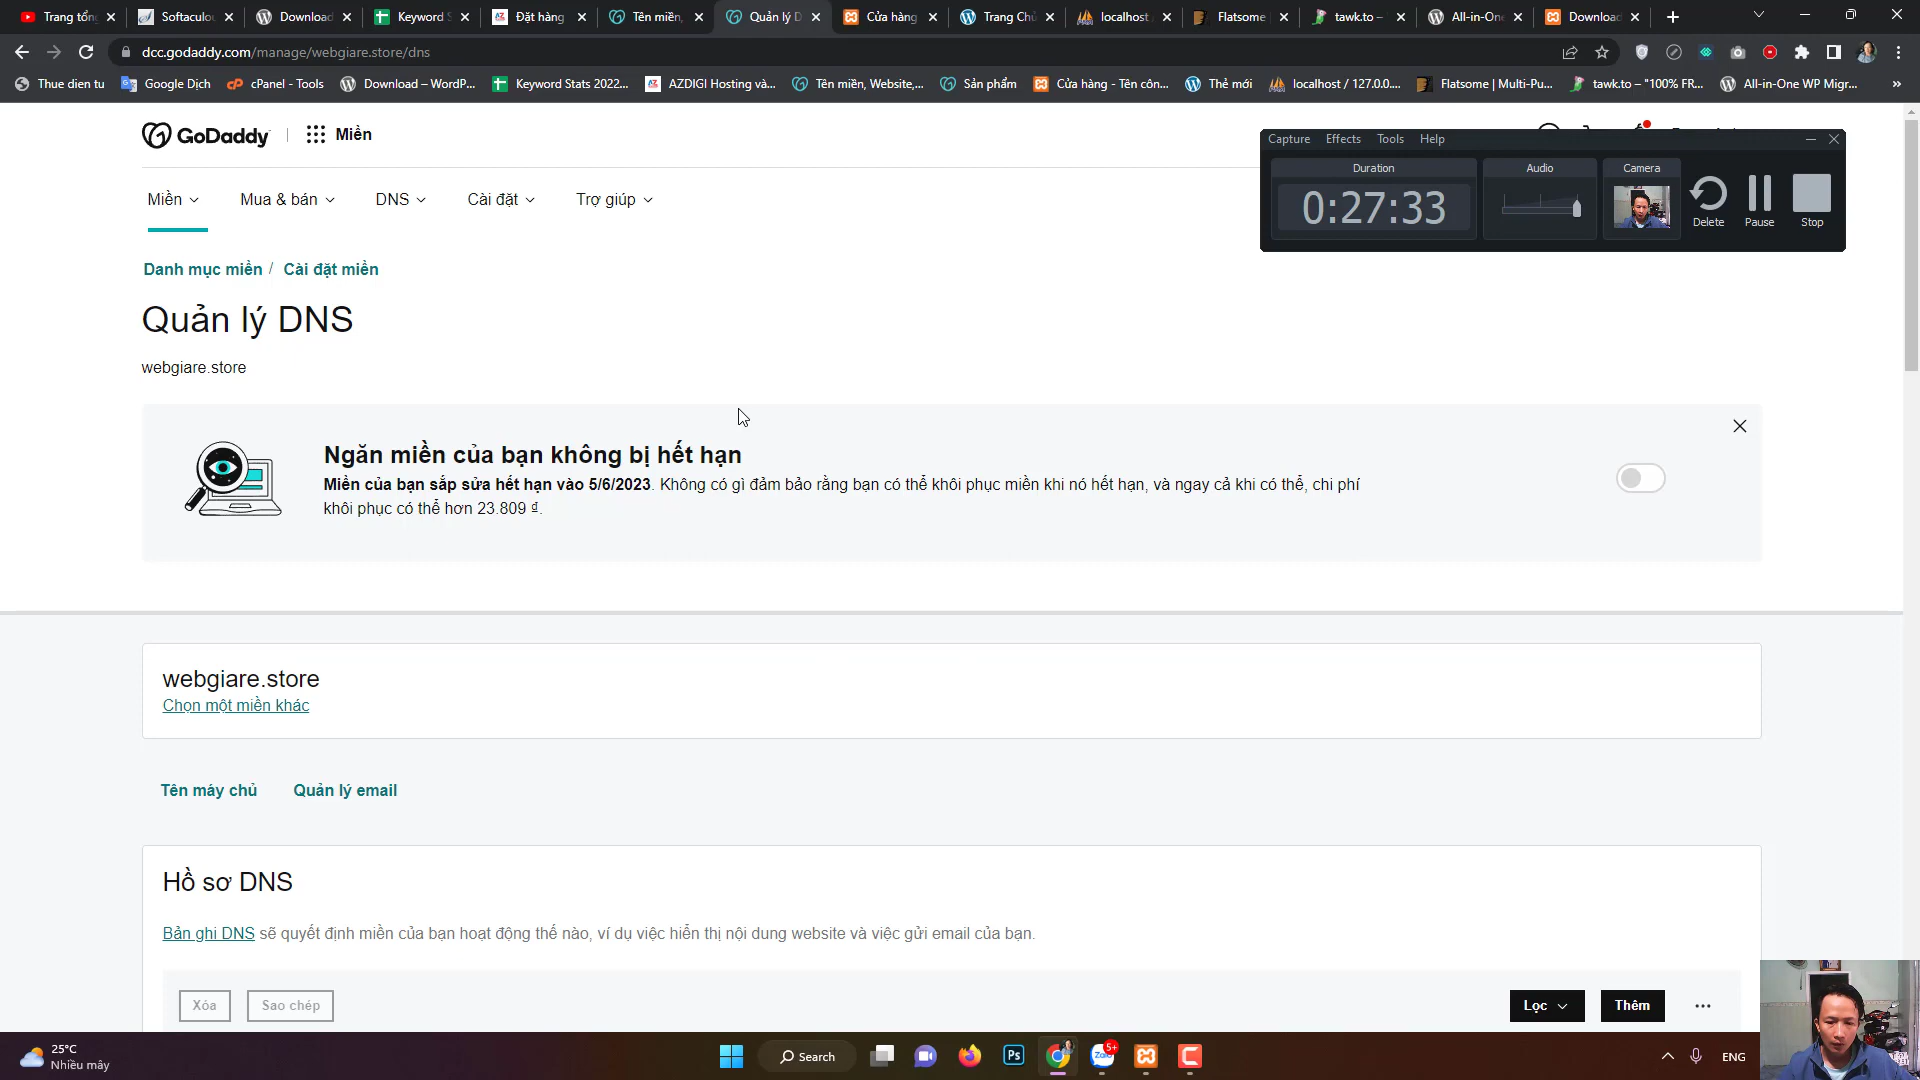 Trang tổn
Softaculou
Download
Keyword S
Đặt hàng
Tên miền,
Quản lý D
Cửa hàng
Trang Chủ
localhost
Flatsome
tawk.to –
All-in-One
Download
dcc.godaddy.com/manage/webgiare.store/dns
Thue dien tu
Google Dịch
cPanel - Tools
Download – WordP...
Keyword Stats 2022...
AZDIGI Hosting và...
Tên miền, Website,...
Sản phẩm
Cửa hàng - Tên côn...
Thẻ mới
localhost / 127.0.0....
Flatsome | Multi-Pu...
tawk.to – "100% FR...
All-in-One WP Migr...
GoDaddy
Miền
Capture Effects Tools Help
Duration
Audio
Camera
0:27:33
Delete
Pause
Stop
Miền
Mua & bán
DNS
Cài đặt
Trợ giúp
Danh mục miền / Cài đặt miền
Quản lý DNS
webgiare.store
Ngăn miền của bạn không bị hết hạn
Miền của bạn sắp sửa hết hạn vào 5/6/2023. Không có gì đảm bảo rằng bạn có thể khôi phục miền khi nó hết hạn, và ngay cả khi có thể, chi phí
khôi phục có thể hơn 23.809 ₫.
webgiare.store
Chọn một miền khác
Tên máy chủ
Quản lý email
Hồ sơ DNS
Bản ghi DNS sẽ quyết định miền của bạn hoạt động thế nào, ví dụ việc hiển thị nội dung website và việc gửi email của bạn.
Xóa
Sao chép
Lọc
Thêm
25°C
Nhiều mây
Search
Ps
Zalo
5+
ENG